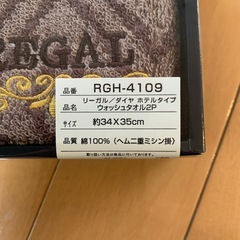 REGAL
品番 RGH-4109
品名 リーガル／ダイヤ ホテルタイプ
ウォッシュタオル2P
サイズ 約34X35cm
品質 綿100%(ヘム二重ミシン掛)